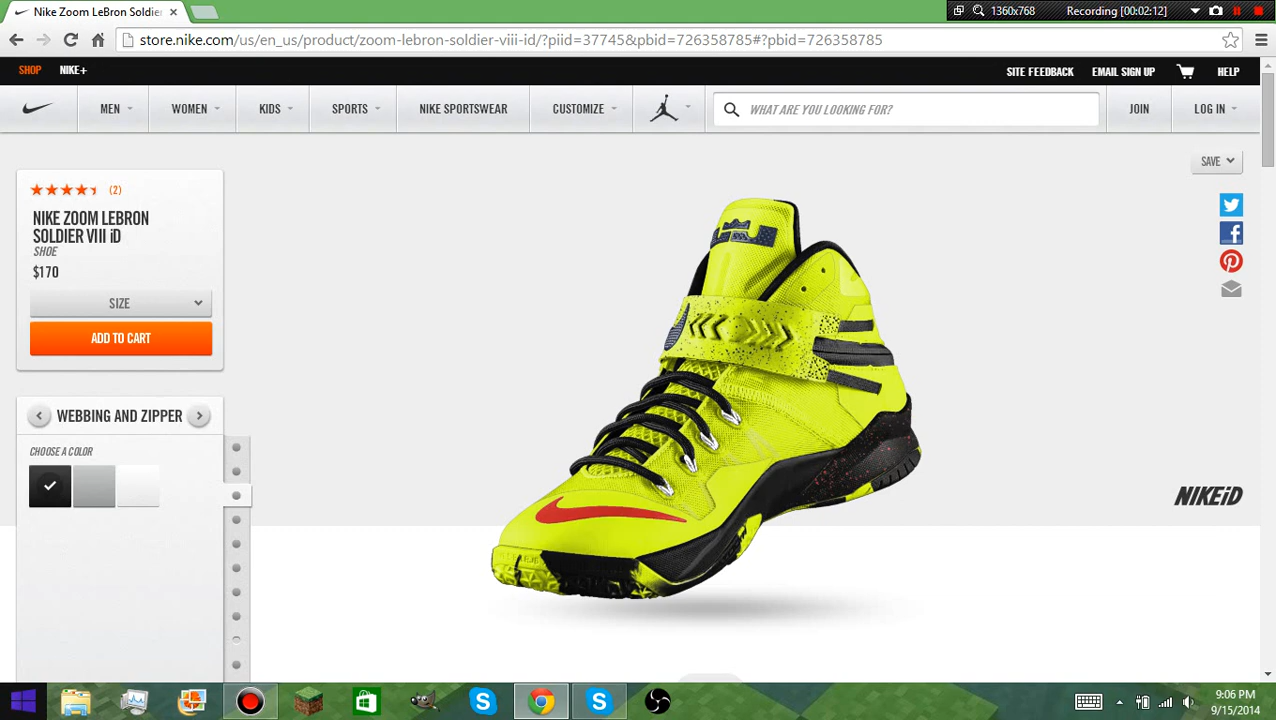 Nike Zoom LeBron Soldier
1360x768
Recording [00:02:12]
store.nike.com/us/en_us/product/zoom-lebron-soldier-viii-id/?piid=37745&pbid=726358785#?pbid=726358785
SHOP NIKE+
SITE FEEDBACK EMAIL SIGN UP HELP
MEN WOMEN KIDS SPORTS NIKE SPORTSWEAR CUSTOMIZE WHAT ARE YOU LOOKING FOR? JOIN LOG IN
SAVE
(2)
NIKE ZOOM LEBRON
SOLDIER VIII iD
SHOE
$170
SIZE
ADD TO CART
WEBBING AND ZIPPER
CHOOSE A COLOR
NIKEiD
9:06 PM
9/15/2014